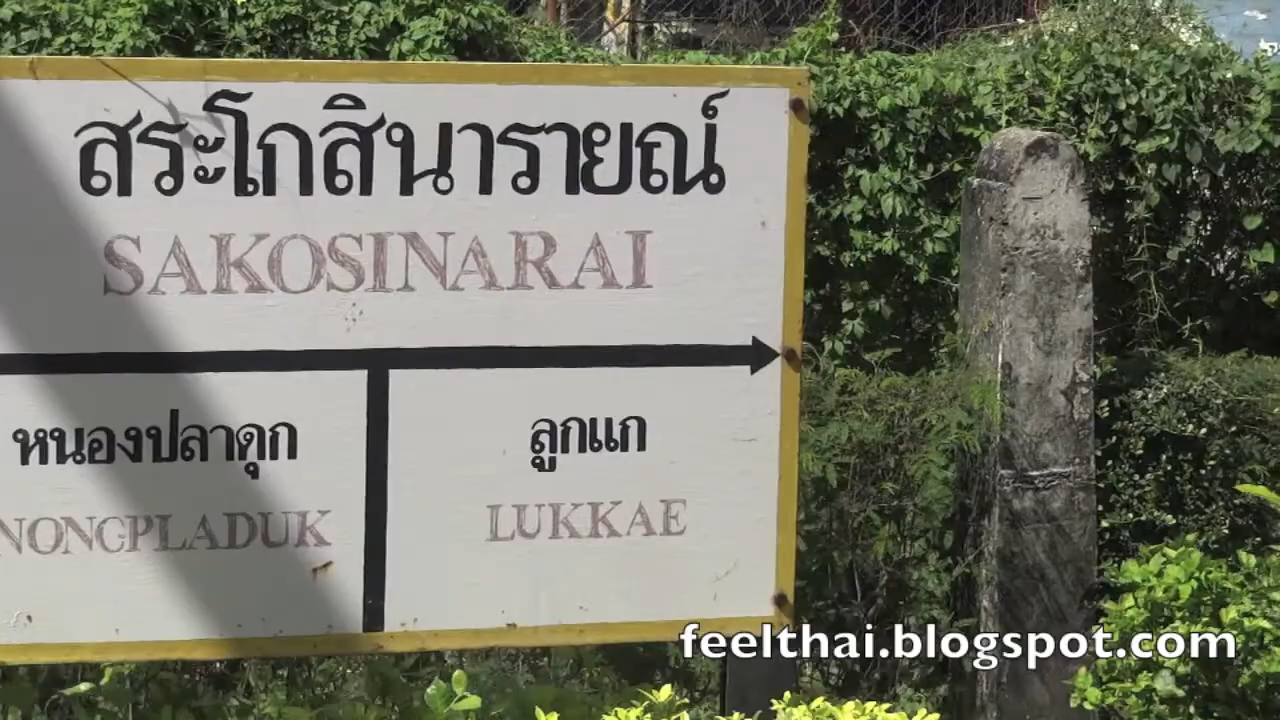 สระโกสินารายณ์
SAKOSINARAI
หนองปลาดุก
ลูกแก
NONGPLADUK
LUKKAE
feelthai.blogspot.com